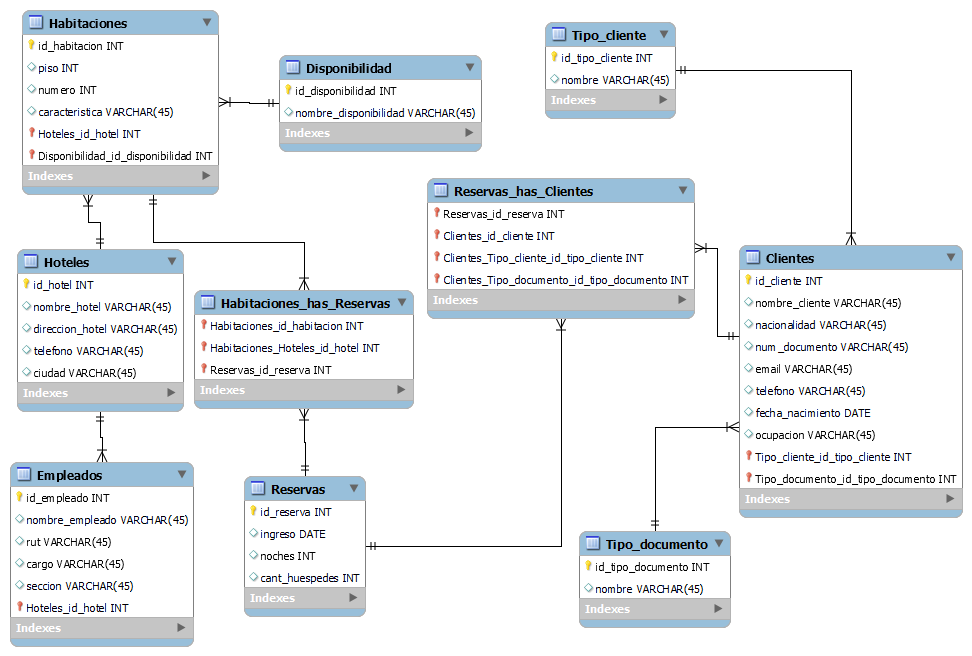 Habitaciones
id_habitacion INT
piso INT
numero INT
caracteristica VARCHAR(45)
Hoteles_id_hotel INT
Disponibilidad_id_disponibilidad INT
Indexes
Disponibilidad
id_disponibilidad INT
nombre_disponibilidad VARCHAR(45)
Indexes
Tipo_cliente
id_tipo_cliente INT
nombre VARCHAR(45)
Indexes
Reservas_has_Clientes
Reservas_id_reserva INT
Clientes_id_cliente INT
Clientes_Tipo_cliente_id_tipo_cliente INT
Clientes_Tipo_documento_id_tipo_documento INT
Indexes
Hoteles
id_hotel INT
nombre_hotel VARCHAR(45)
direccion_hotel VARCHAR(45)
telefono VARCHAR(45)
ciudad VARCHAR(45)
Indexes
Habitaciones_has_Reservas
Habitaciones_id_habitacion INT
Habitaciones_Hoteles_id_hotel INT
Reservas_id_reserva INT
Indexes
Clientes
id_cliente INT
nombre_cliente VARCHAR(45)
nacionalidad VARCHAR(45)
num_documento VARCHAR(45)
email VARCHAR(45)
telefono VARCHAR(45)
fecha_nacimiento DATE
ocupacion VARCHAR(45)
Tipo_cliente_id_tipo_cliente INT
Tipo_documento_id_tipo_documento INT
Indexes
Empleados
id_empleado INT
nombre_empleado VARCHAR(45)
rut VARCHAR(45)
cargo VARCHAR(45)
seccion VARCHAR(45)
Hoteles_id_hotel INT
Indexes
Reservas
id_reserva INT
ingreso DATE
noches INT
cant_huespedes INT
Indexes
Tipo_documento
id_tipo_documento INT
nombre VARCHAR(45)
Indexes